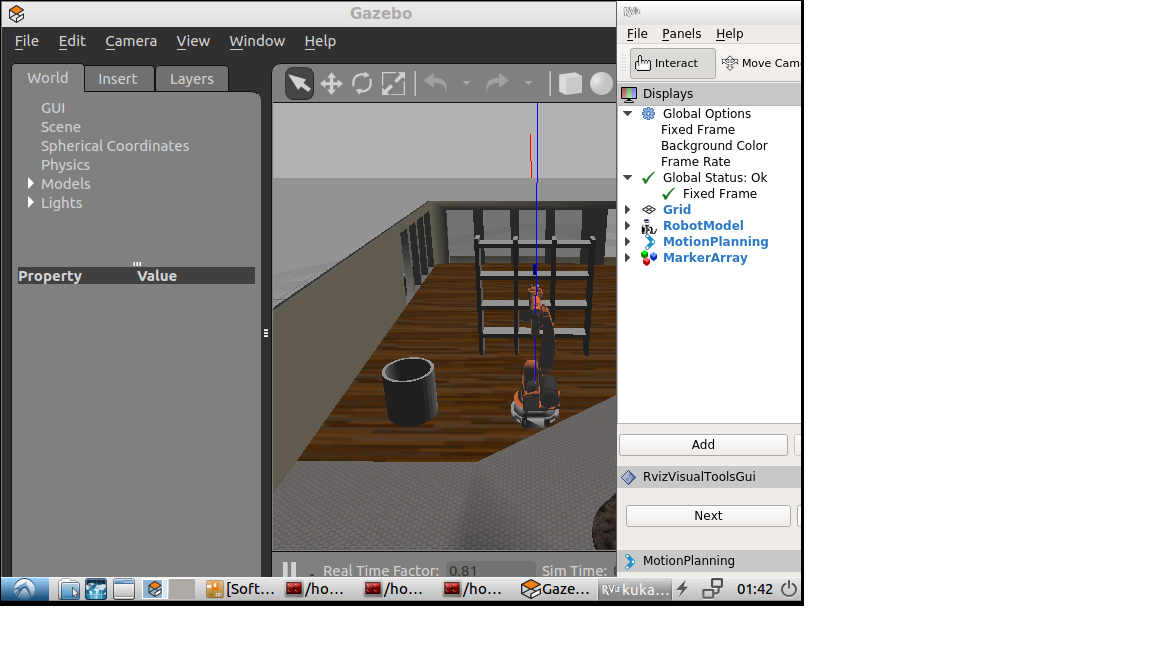 Gazebo
File Edit Camera View Window Help
World Insert Layers
GUI
Scene
Spherical Coordinates
Physics
Models
Lights
Property Value
Real Time Factor: 0.81 Sim Time:
RViz
File Panels Help
Interact Move Cam
Displays
Global Options
Fixed Frame
Background Color
Frame Rate
Global Status: Ok
Fixed Frame
Grid
RobotModel
MotionPlanning
MarkerArray
Add
RvizVisualToolsGui
Next
MotionPlanning
[Soft... /ho... /ho... /ho... Gaze... RViz kuka... 01:42